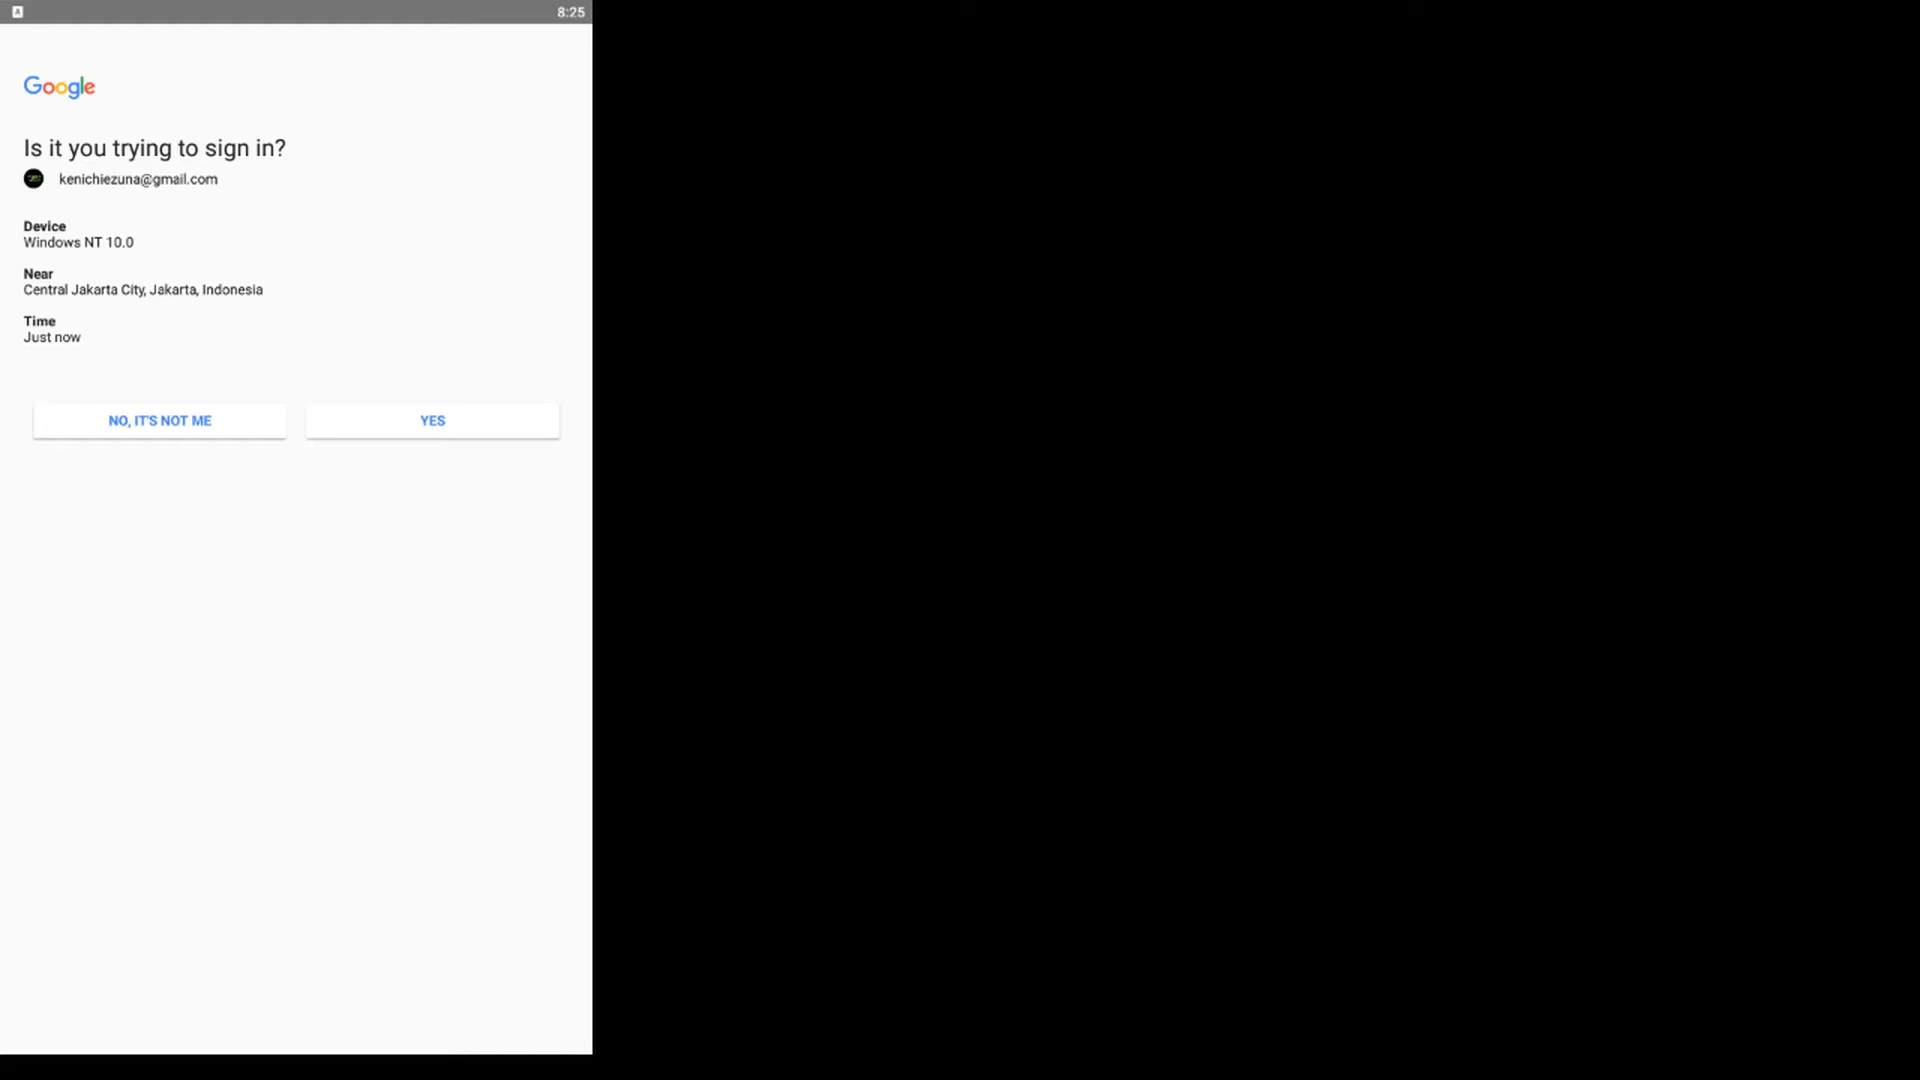 A
8:25
Google
Is it you trying to sign in?
kenichiezuna@gmail.com
Device
Windows NT 10.0
Near
Central Jakarta City, Jakarta, Indonesia
Time
Just now
NO, IT'S NOT ME
YES